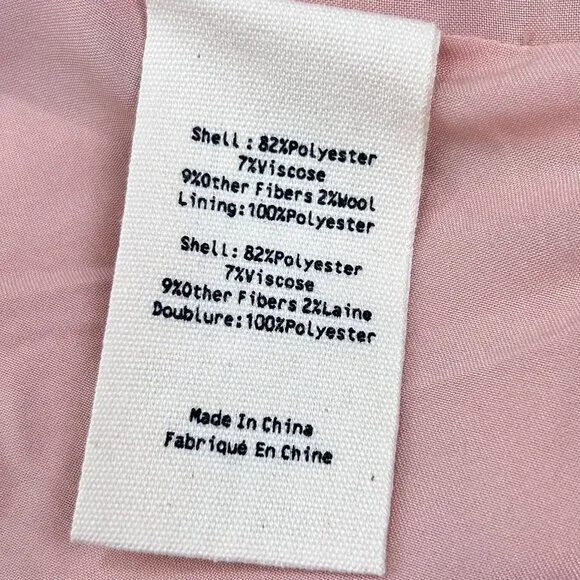 Shell : 82%Polyester
7%Viscose
9%Other Fibers 2%Wool
Lining:100%Polyester
Shell: 82%Polyester
7%Viscose
9%Other Fibers 2%Laine
Doublure:100%Polyester
Made In China
Fabriqué En Chine